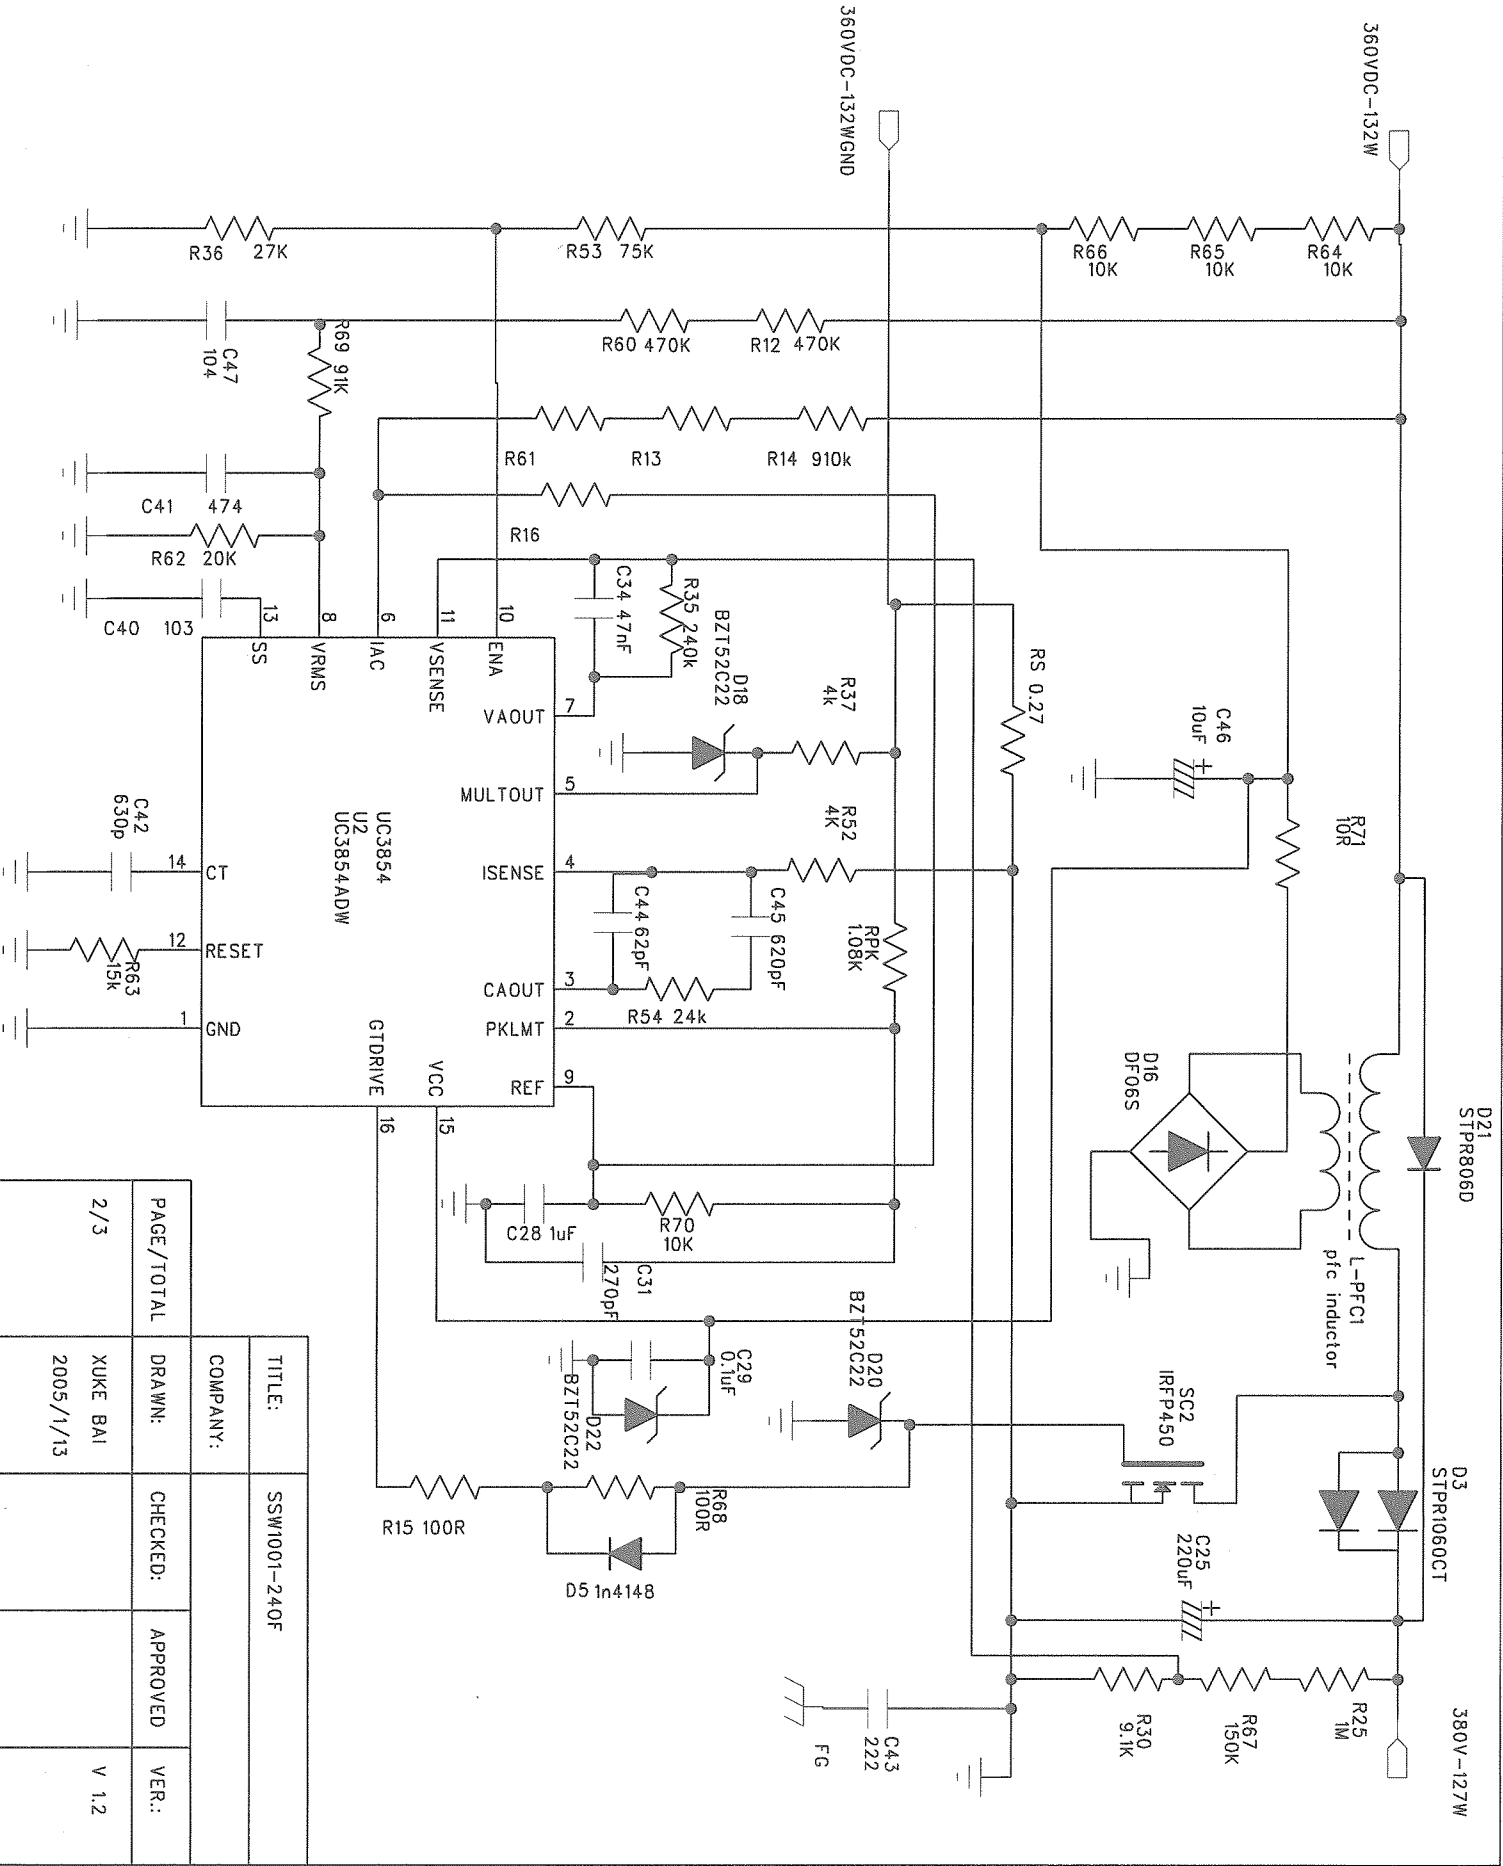 360VDC-132W
360VDC-132WGND
R64
10K
R65
10K
R66
10K
R53 75K
R36 27K
R12 470K
R60 470K
C47
104
R69 91K
R14 910k
R13
R61
R16
C41 474
R62 20K
C40 103
13
SS
8
VRMS
6
IAC
11
VSENSE
10
ENA
C34 47nF
R35 240k
BZT52C22
D18
R37
4k
RS 0.27
C46
10uF
+
R71
10R
R52
4K
7
VAOUT
5
MULTOUT
4
ISENSE
3
CAOUT
2
PKLMT
9
REF
UC3854
U2
UC3854ADW
C42
630p
14
CT
12
RESET
R63
15k
1
GND
GTDRIVE
16
VCC
15
C45 620pF
C44 62pF
R54 24k
RPK
1.08K
D16
DF06S
L-PFC1
pfc inductor
D21
STPR806D
R70
10K
C28 1uF
C31
270pF
C29
0.1uF
D22
BZT52C22
D20
BZT52C22
SC2
IRFP450
D3
STPR1060CT
C25
220uF
+
R15 100R
R68
100R
D5 1n4148
C43
222
FG
R25
1M
R67
150K
R30
9.1K
380V-127W
TITLE: SSW1001-240F
COMPANY:
PAGE/TOTAL DRAWN: CHECKED: APPROVED VER.:
2/3 XUKE BAI V 1.2
2005/1/13